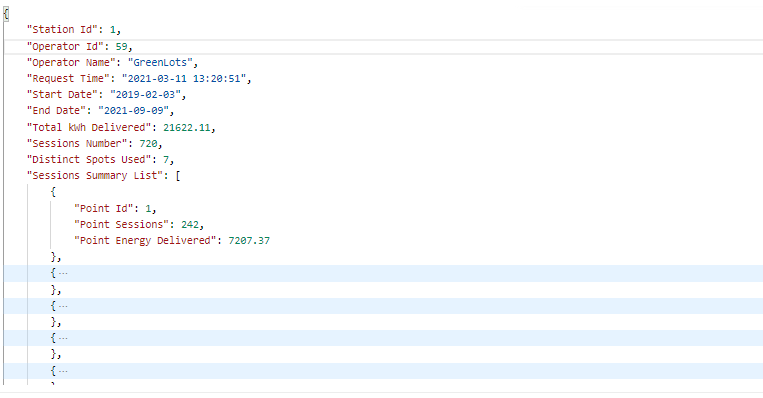 {
"Station Id": 1,
"Operator Id": 59,
"Operator Name": "GreenLots",
"Request Time": "2021-03-11 13:20:51",
"Start Date": "2019-02-03",
"End Date": "2021-09-09",
"Total kWh Delivered": 21622.11,
"Sessions Number": 720,
"Distinct Spots Used": 7,
"Sessions Summary List": [
{
"Point Id": 1,
"Point Sessions": 242,
"Point Energy Delivered": 7207.37
},
{ ···
},
{ ···
},
{ ···
},
{ ···